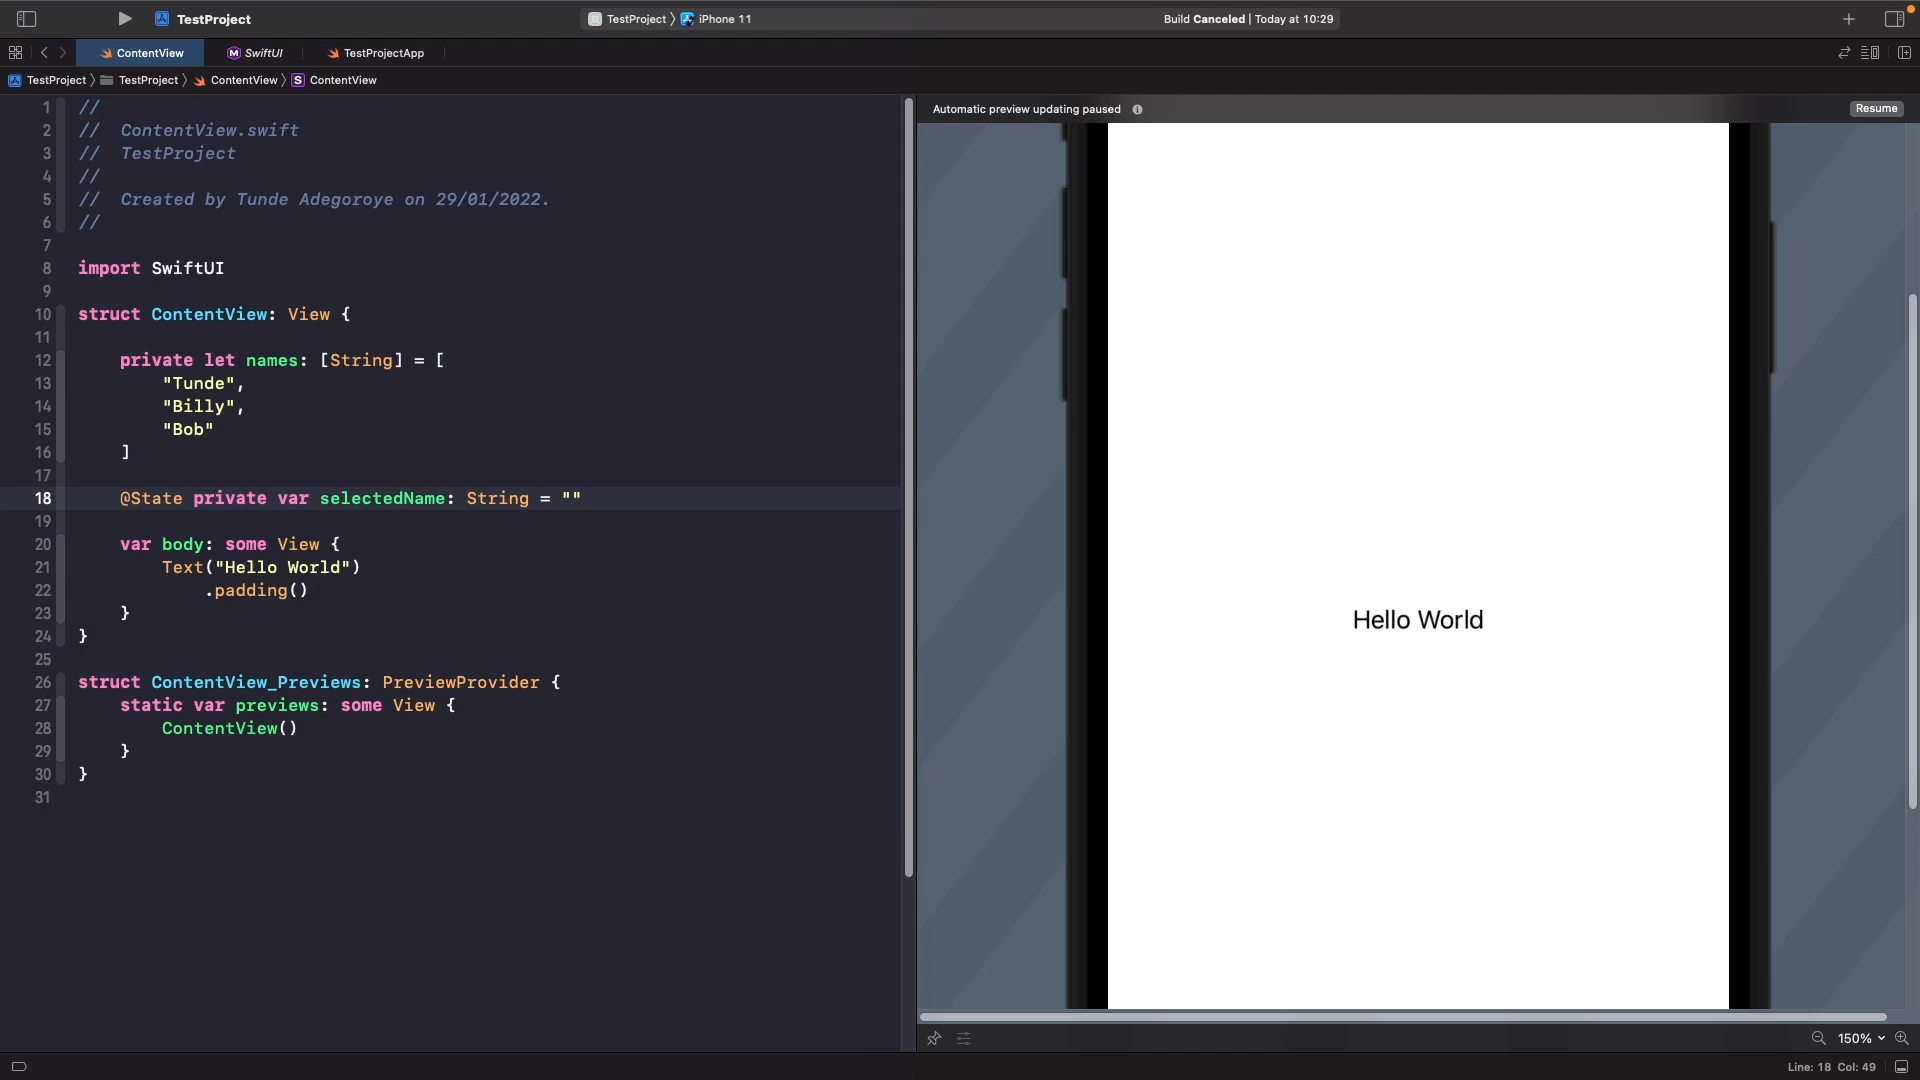 TestProject
TestProject 〉 iPhone 11
Build Canceled | Today at 10:29
ContentView
SwiftUI
TestProjectApp
TestProject 〉 TestProject 〉 ContentView 〉 S ContentView
Automatic preview updating paused
Resume
1 //
2 //  ContentView.swift
3 //  TestProject
4 //
5 //  Created by Tunde Adegoroye on 29/01/2022.
6 //
7
8 import SwiftUI
9
10 struct ContentView: View {
11
12     private let names: [String] = [
13         "Tunde",
14         "Billy",
15         "Bob"
16     ]
17
18     @State private var selectedName: String = ""
19
20     var body: some View {
21         Text("Hello World")
22             .padding()
23     }
24 }
25
26 struct ContentView_Previews: PreviewProvider {
27     static var previews: some View {
28         ContentView()
29     }
30 }
31
Hello World
150%
Line: 18 Col: 49